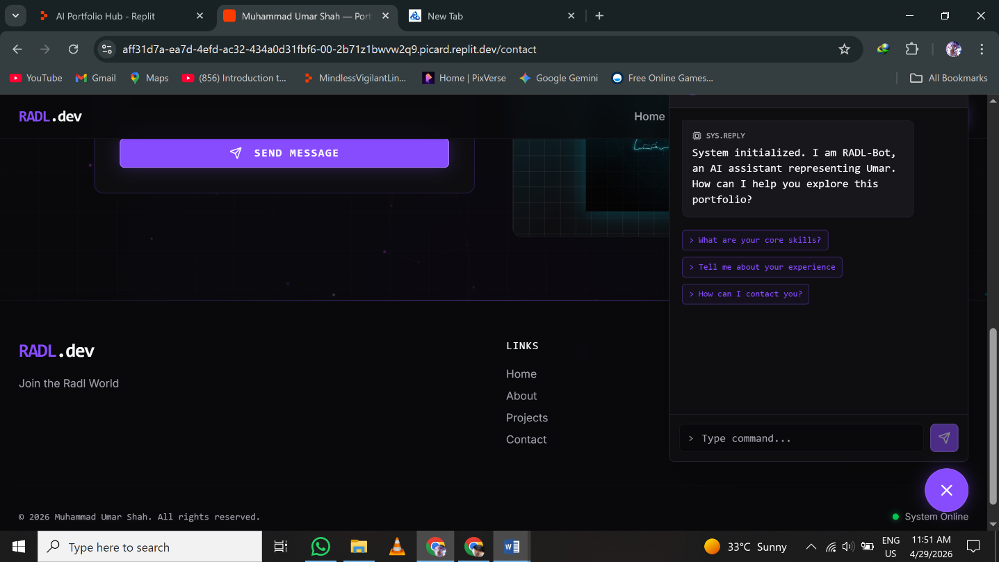 AI Portfolio Hub - Replit
Muhammad Umar Shah — Port
New Tab
aff31d7a-ea7d-4efd-ac32-434a0d31fbf6-00-2b71z1bwvw2q9.picard.replit.dev/contact
YouTube
Gmail
Maps
(856) Introduction t...
MindlessVigilantLin...
Home | PixVerse
Google Gemini
Free Online Games...
All Bookmarks
RADL.dev
Home
SEND MESSAGE
SYS.REPLY
System initialized. I am RADL-Bot,
an AI assistant representing Umar.
How can I help you explore this
portfolio?
> What are your core skills?
> Tell me about your experience
> How can I contact you?
> Type command...
RADL.dev
Join the Radl World
LINKS
Home
About
Projects
Contact
© 2026 Muhammad Umar Shah. All rights reserved.
System Online
Type here to search
33°C Sunny
ENG
US
11:51 AM
4/29/2026